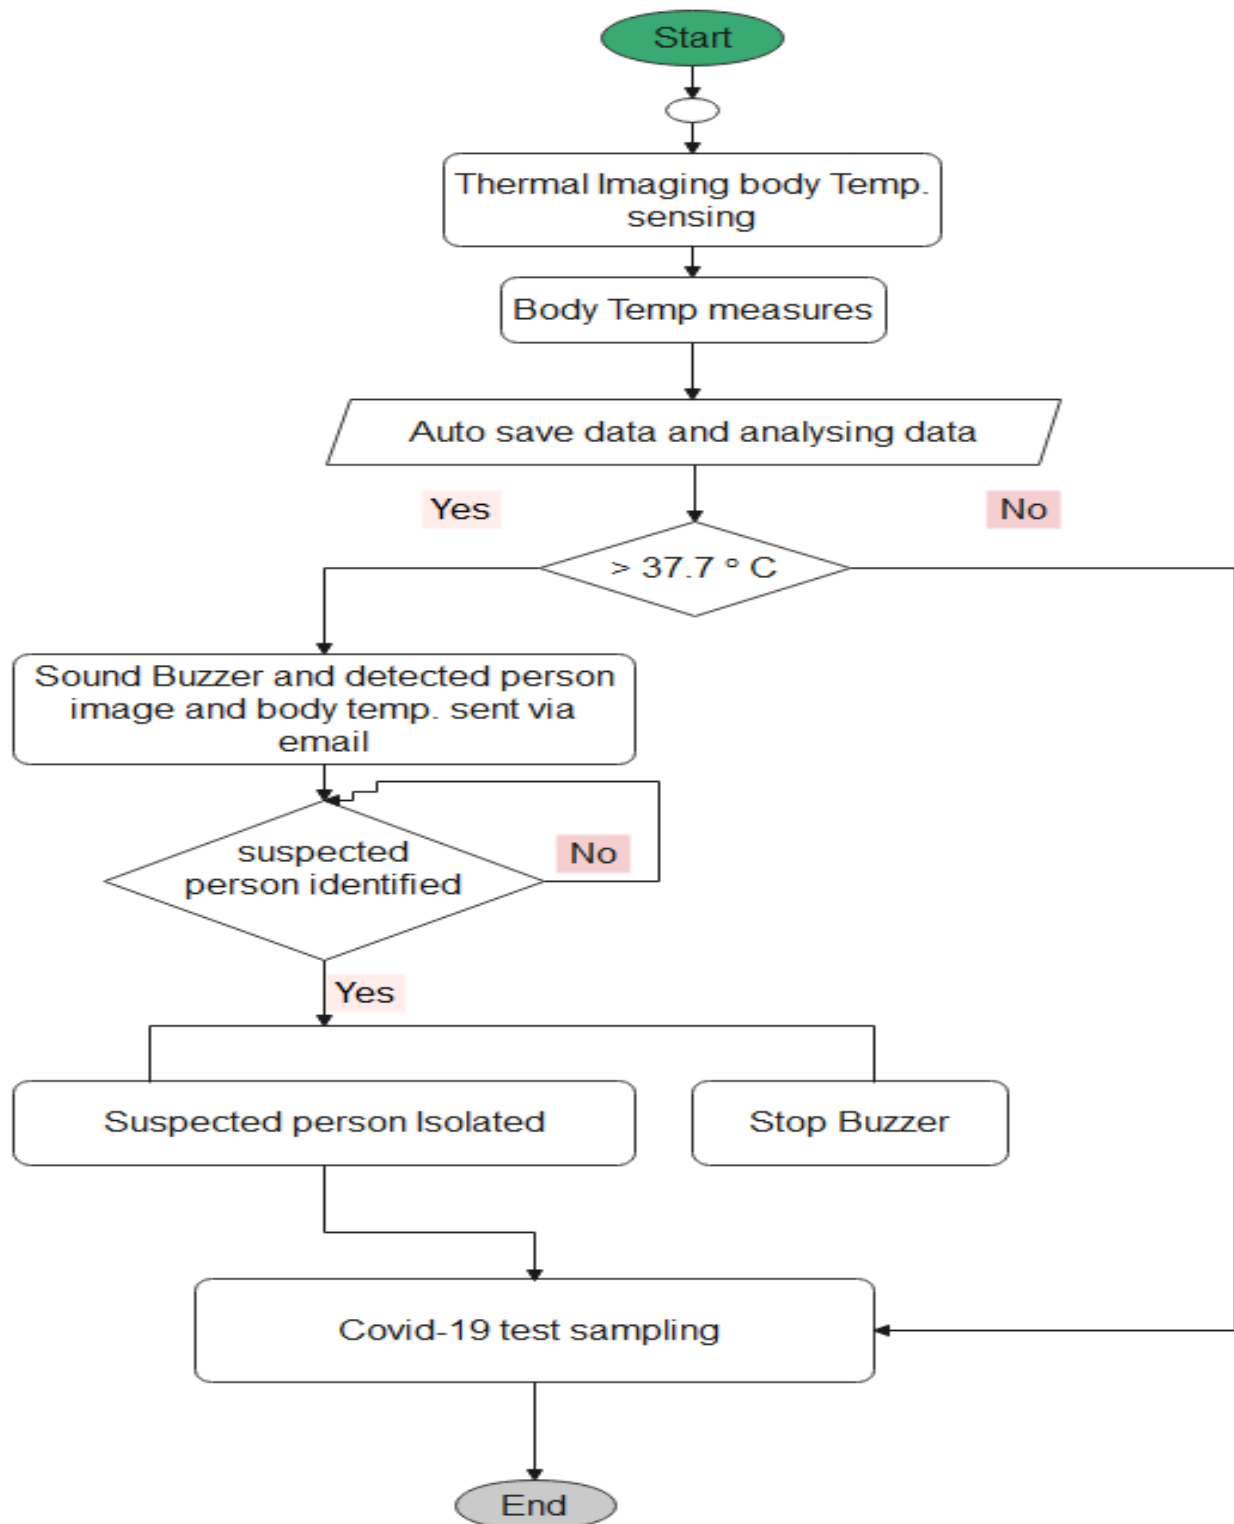 Start
Thermal Imaging body Temp.
sensing
Body Temp measures
Auto save data and analysing data
Yes
No
> 37.7 º C
Sound Buzzer and detected person
image and body temp. sent via
email
suspected
person identified
No
Yes
Suspected person Isolated
Stop Buzzer
Covid-19 test sampling
End